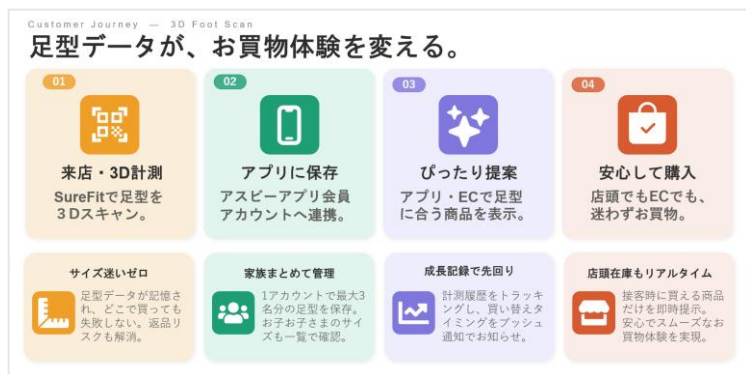 Customer Journey — 3D Foot Scan
足型データが、お買物体験を変える。
01
来店・3D計測
SureFitで足型を
３Dスキャン。
02
アプリに保存
アスビーアプリ会員
アカウントへ連携。
03
ぴったり提案
アプリ・ECで足型
に合う商品を表示。
04
安心して購入
店頭でもECでも、
迷わずお買物。
サイズ迷いゼロ
足型データが記憶さ
れ、どこで買っても
失敗しない。返品リ
スクも解消。
家族まとめて管理
1アカウントで最大3
名分の足型を保存。
お子お子さまのサイ
ズも一覧で確認。
成長記録で先回り
計測履歴をトラッキ
ングし、買い替えタ
イミングをプッシュ
通知でお知らせ。
店頭在庫もリアルタイム
接客時に買える商品
だけを即時提示。
安心でスムーズなお
買物体験を実現。